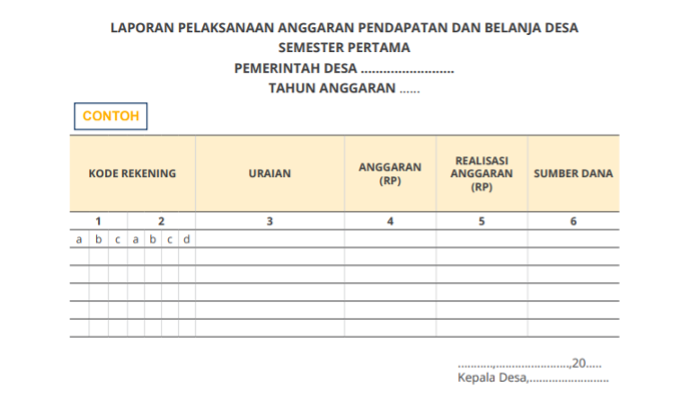 LAPORAN PELAKSANAAN ANGGARAN PENDAPATAN DAN BELANJA DESA
SEMESTER PERTAMA
PEMERINTAH DESA ..........................
TAHUN ANGGARAN ......
CONTOH
KODE REKENING URAIAN ANGGARAN (RP) REALISASI ANGGARAN (RP) SUMBER DANA
1 2 3 4 5 6
a b c a b c d
...........,......................,20.....
Kepala Desa,.........................